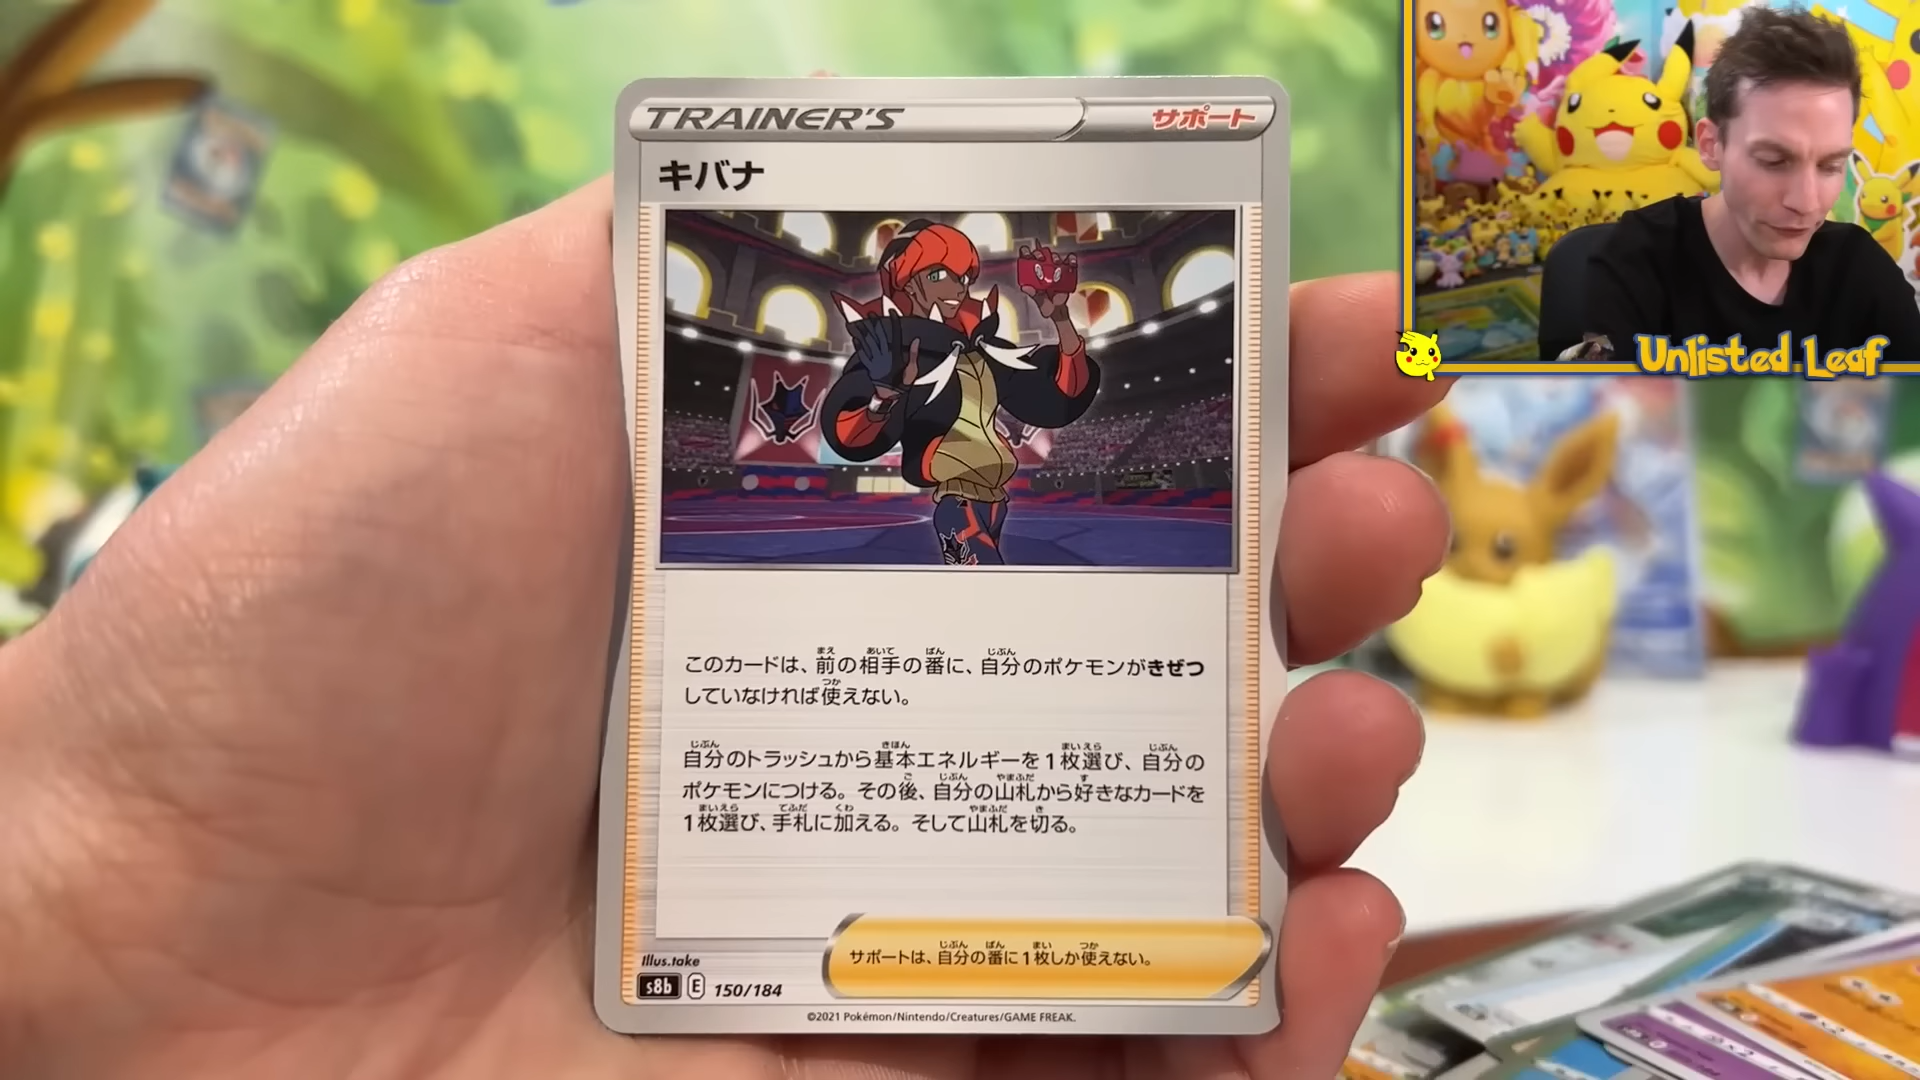 TRAINER'S サポート
キバナ
このカードは、前の相手の番に、自分のポケモンがきぜつ
していなければ使えない。
自分のトラッシュから基本エネルギーを1枚選び、自分の
ポケモンにつける。その後、自分の山札から好きなカードを
1枚選び、手札に加える。そして山札を切る。
サポートは、自分の番に1枚しか使えない。
Illus.take
s8b E 150/184
©2021 Pokémon/Nintendo/Creatures/GAME FREAK.
Unlisted Leaf